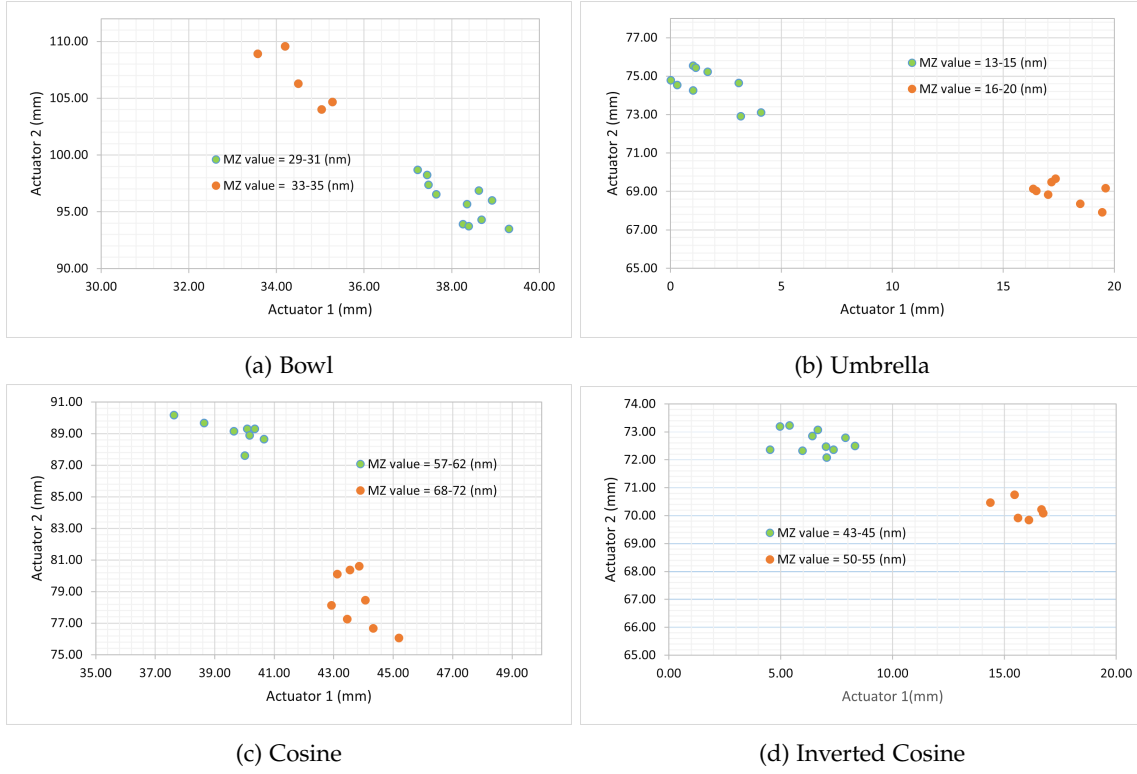 110.00
105.00
100.00
95.00
90.00
Actuator 2 (mm)
MZ value = 29-31 (nm)
MZ value =  33-35 (nm)
30.00 32.00 34.00 36.00 38.00 40.00
Actuator 1 (mm)
(a) Bowl
77.00
75.00
73.00
71.00
69.00
67.00
65.00
Actuator 2 (mm)
MZ value = 13-15 (nm)
MZ value = 16-20 (nm)
0 5 10 15 20
Actuator 1 (mm)
(b) Umbrella
91.00
89.00
87.00
85.00
83.00
81.00
79.00
77.00
75.00
Actuator 2 (mm)
MZ value = 57-62 (nm)
MZ value = 68-72 (nm)
35.00 37.00 39.00 41.00 43.00 45.00 47.00 49.00
Actuator 1 (mm)
(c) Cosine
74.00
73.00
72.00
71.00
70.00
69.00
68.00
67.00
66.00
65.00
Actuator 2 (mm)
MZ value = 43-45 (nm)
MZ value = 50-55 (nm)
0.00 5.00 10.00 15.00 20.00
Actuator 1(mm)
(d) Inverted Cosine